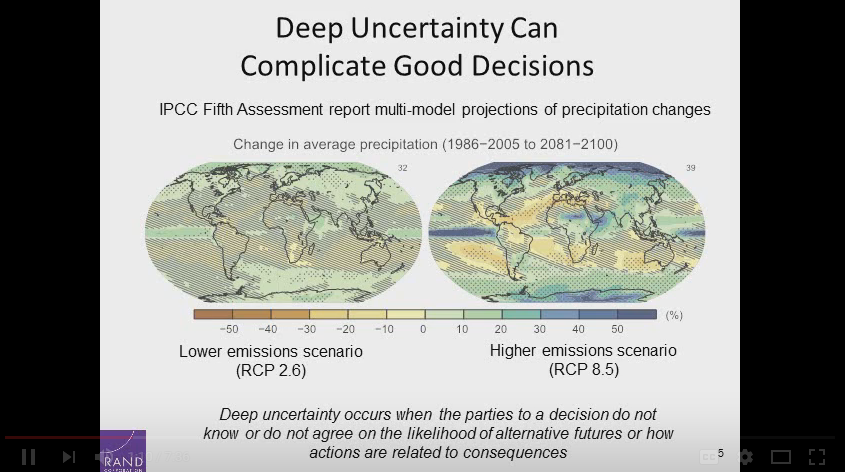 Deep Uncertainty Can
Complicate Good Decisions
IPCC Fifth Assessment report multi-model projections of precipitation changes
Change in average precipitation (1986−2005 to 2081−2100)
32
39
−50 −40 −30 −20 −10 0 10 20 30 40 50 (%)
Lower emissions scenario
(RCP 2.6)
Higher emissions scenario
(RCP 8.5)
Deep uncertainty occurs when the parties to a decision do not
know or do not agree on the likelihood of alternative futures or how
actions are related to consequences
5
RAND
CORPORATION